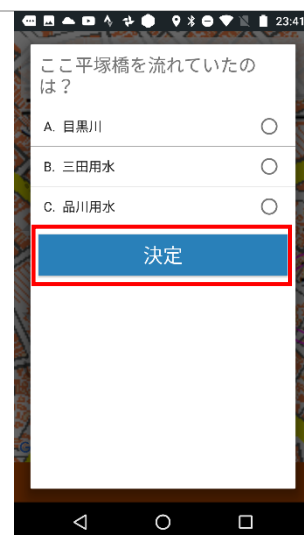 23:41
ここ平塚橋を流れていたの
は？
A. 目黒川
B. 三田用水
C. 品川用水
決定